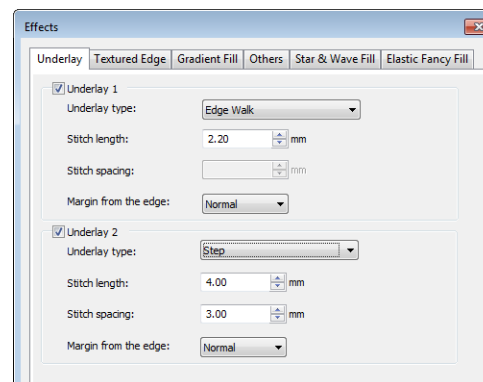 Effects
Underlay Textured Edge Gradient Fill Others Star & Wave Fill Elastic Fancy Fill
Underlay 1
Underlay type: Edge Walk
Stitch length: 2.20 mm
Stitch spacing: mm
Margin from the edge: Normal
Underlay 2
Underlay type: Step
Stitch length: 4.00 mm
Stitch spacing: 3.00 mm
Margin from the edge: Normal